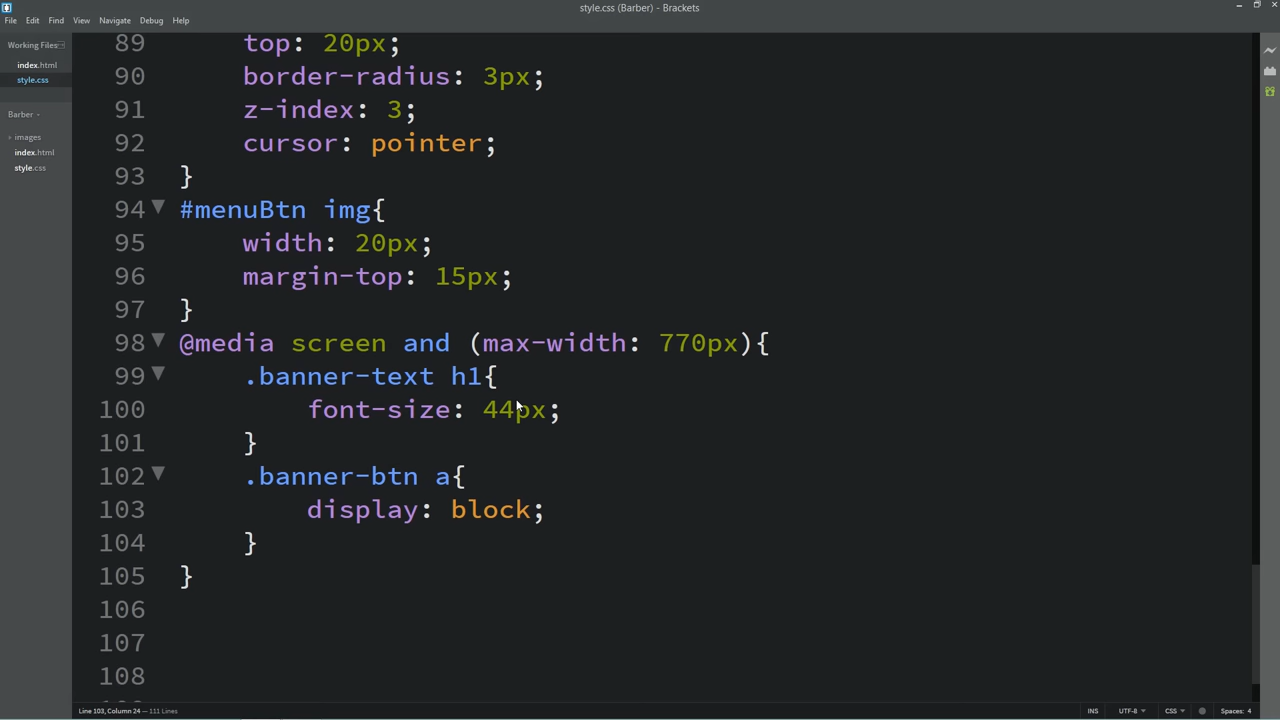 style.css (Barber) - Brackets
File Edit Find View Navigate Debug Help
Working Files
index.html
style.css
Barber
images
index.html
style.css
89 top: 20px;
90 border-radius: 3px;
91 z-index: 3;
92 cursor: pointer;
93 }
94 #menuBtn img{
95 width: 20px;
96 margin-top: 15px;
97 }
98 @media screen and (max-width: 770px){
99 .banner-text h1{
100 font-size: 44px;
101 }
102 .banner-btn a{
103 display: block;
104 }
105 }
106
107
108
Line 103, Column 24 — 111 Lines
INS UTF-8 CSS Spaces: 4